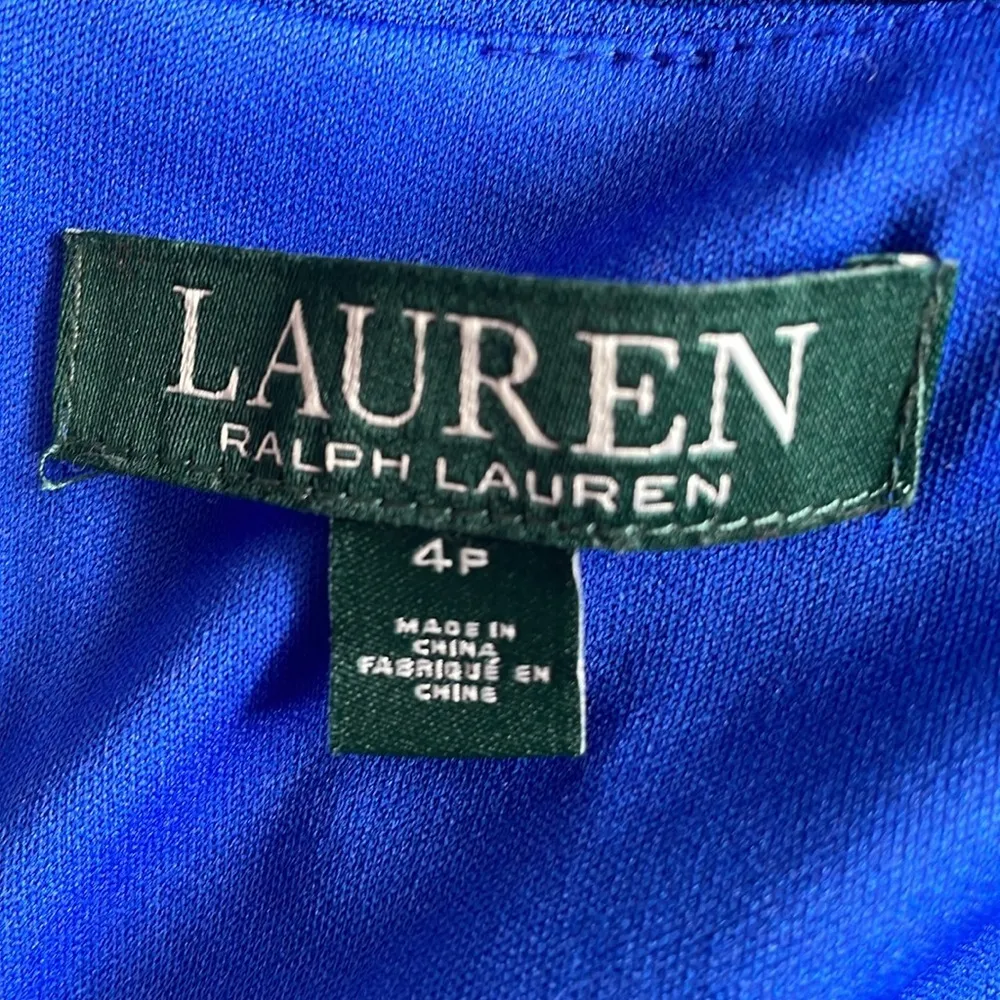 LAUREN
RALPH LAUREN
4P
MADE IN
CHINA
FABRIQUÉ EN
CHINE